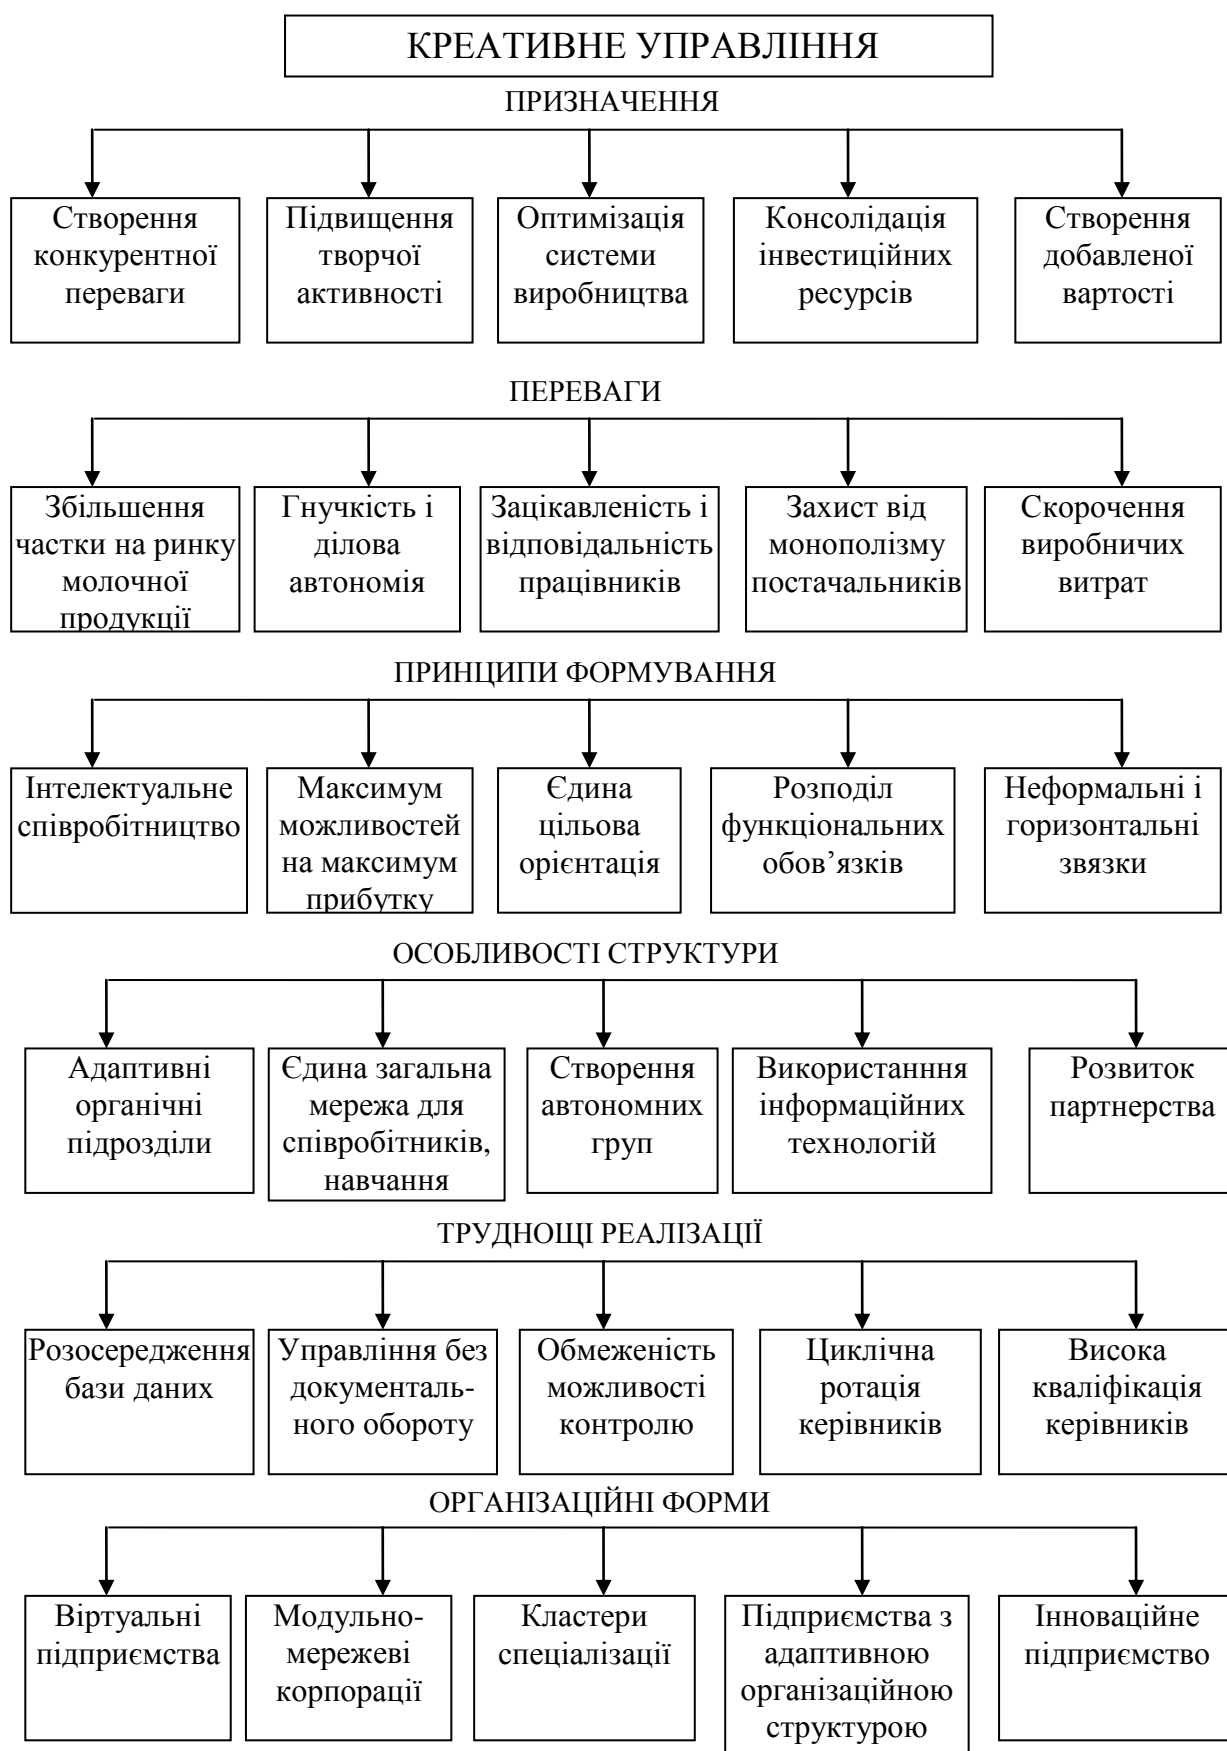 КРЕАТИВНЕ УПРАВЛІННЯ
ПРИЗНАЧЕННЯ
Створення
конкурентної
переваги
Підвищення
творчої
активності
Оптимізація
системи
виробництва
Консолідація
інвестиційних
ресурсів
Створення
добавленої
вартості
ПЕРЕВАГИ
Збільшення
частки на ринку
молочної
продукції
Гнучкість і
ділова
автономія
Зацікавленість і
відповідальність
працівників
Захист від
монополізму
постачальників
Скорочення
виробничих
витрат
ПРИНЦИПИ ФОРМУВАННЯ
Інтелектуальне
співробітництво
Максимум
можливостей
на максимум
прибутку
Єдина
цільова
орієнтація
Розподіл
функціональних
обов’язків
Неформальні і
горизонтальні
звязки
ОСОБЛИВОСТІ СТРУКТУРИ
Адаптивні
органічні
підрозділи
Єдина загальна
мережа для
співробітників,
навчання
Створення
автономних
груп
Використанння
інформаційних
технологій
Розвиток
партнерства
ТРУДНОЩІ РЕАЛІЗАЦІЇ
Розосередження
бази даних
Управління без
документаль-
ного обороту
Обмеженість
можливості
контролю
Циклічна
ротація
керівників
Висока
кваліфікація
керівників
ОРГАНІЗАЦІЙНІ ФОРМИ
Віртуальні
підприємства
Модульно-
мережеві
корпорації
Кластери
спеціалізації
Підприємства з
адаптивною
організаційною
структурою
Інноваційне
підприємство